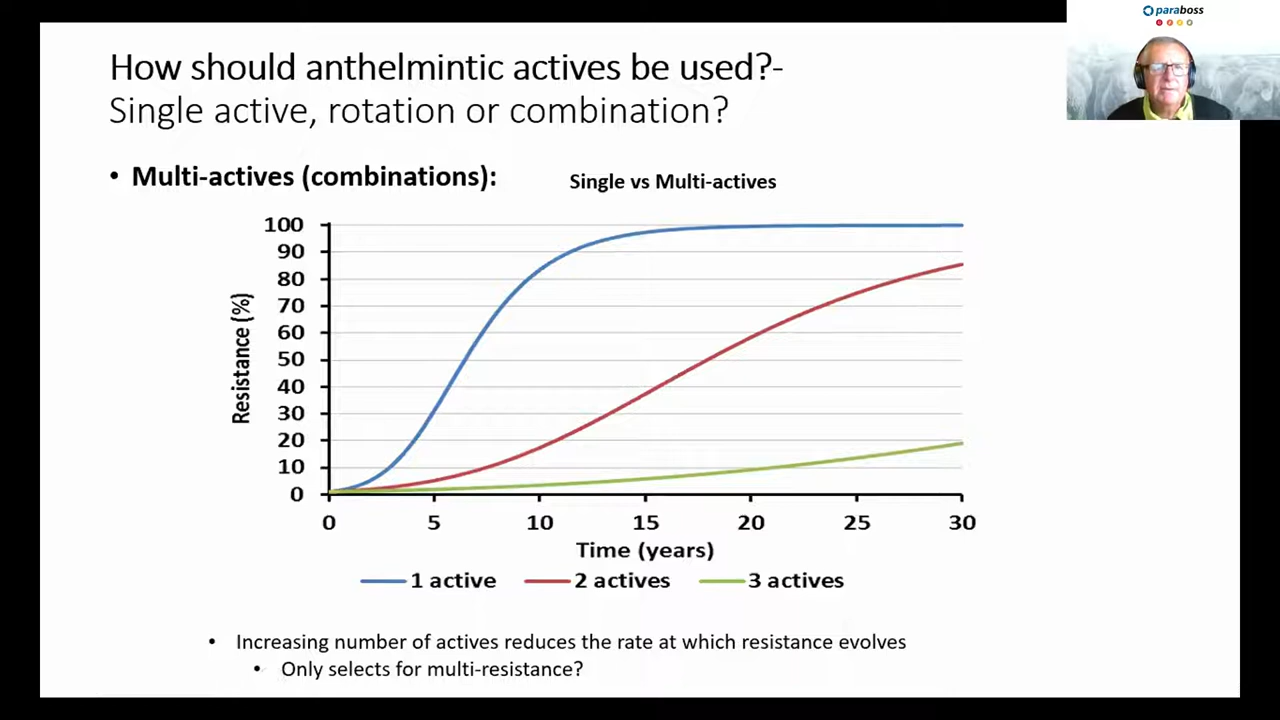 paraboss
How should anthelmintic actives be used?-
Single active, rotation or combination?
• Multi-actives (combinations):
Single vs Multi-actives
100
90
80
70
60
50
40
30
20
10
0
Resistance (%)
0 5 10 15 20 25 30
Time (years)
1 active 2 actives 3 actives
• Increasing number of actives reduces the rate at which resistance evolves
• Only selects for multi-resistance?